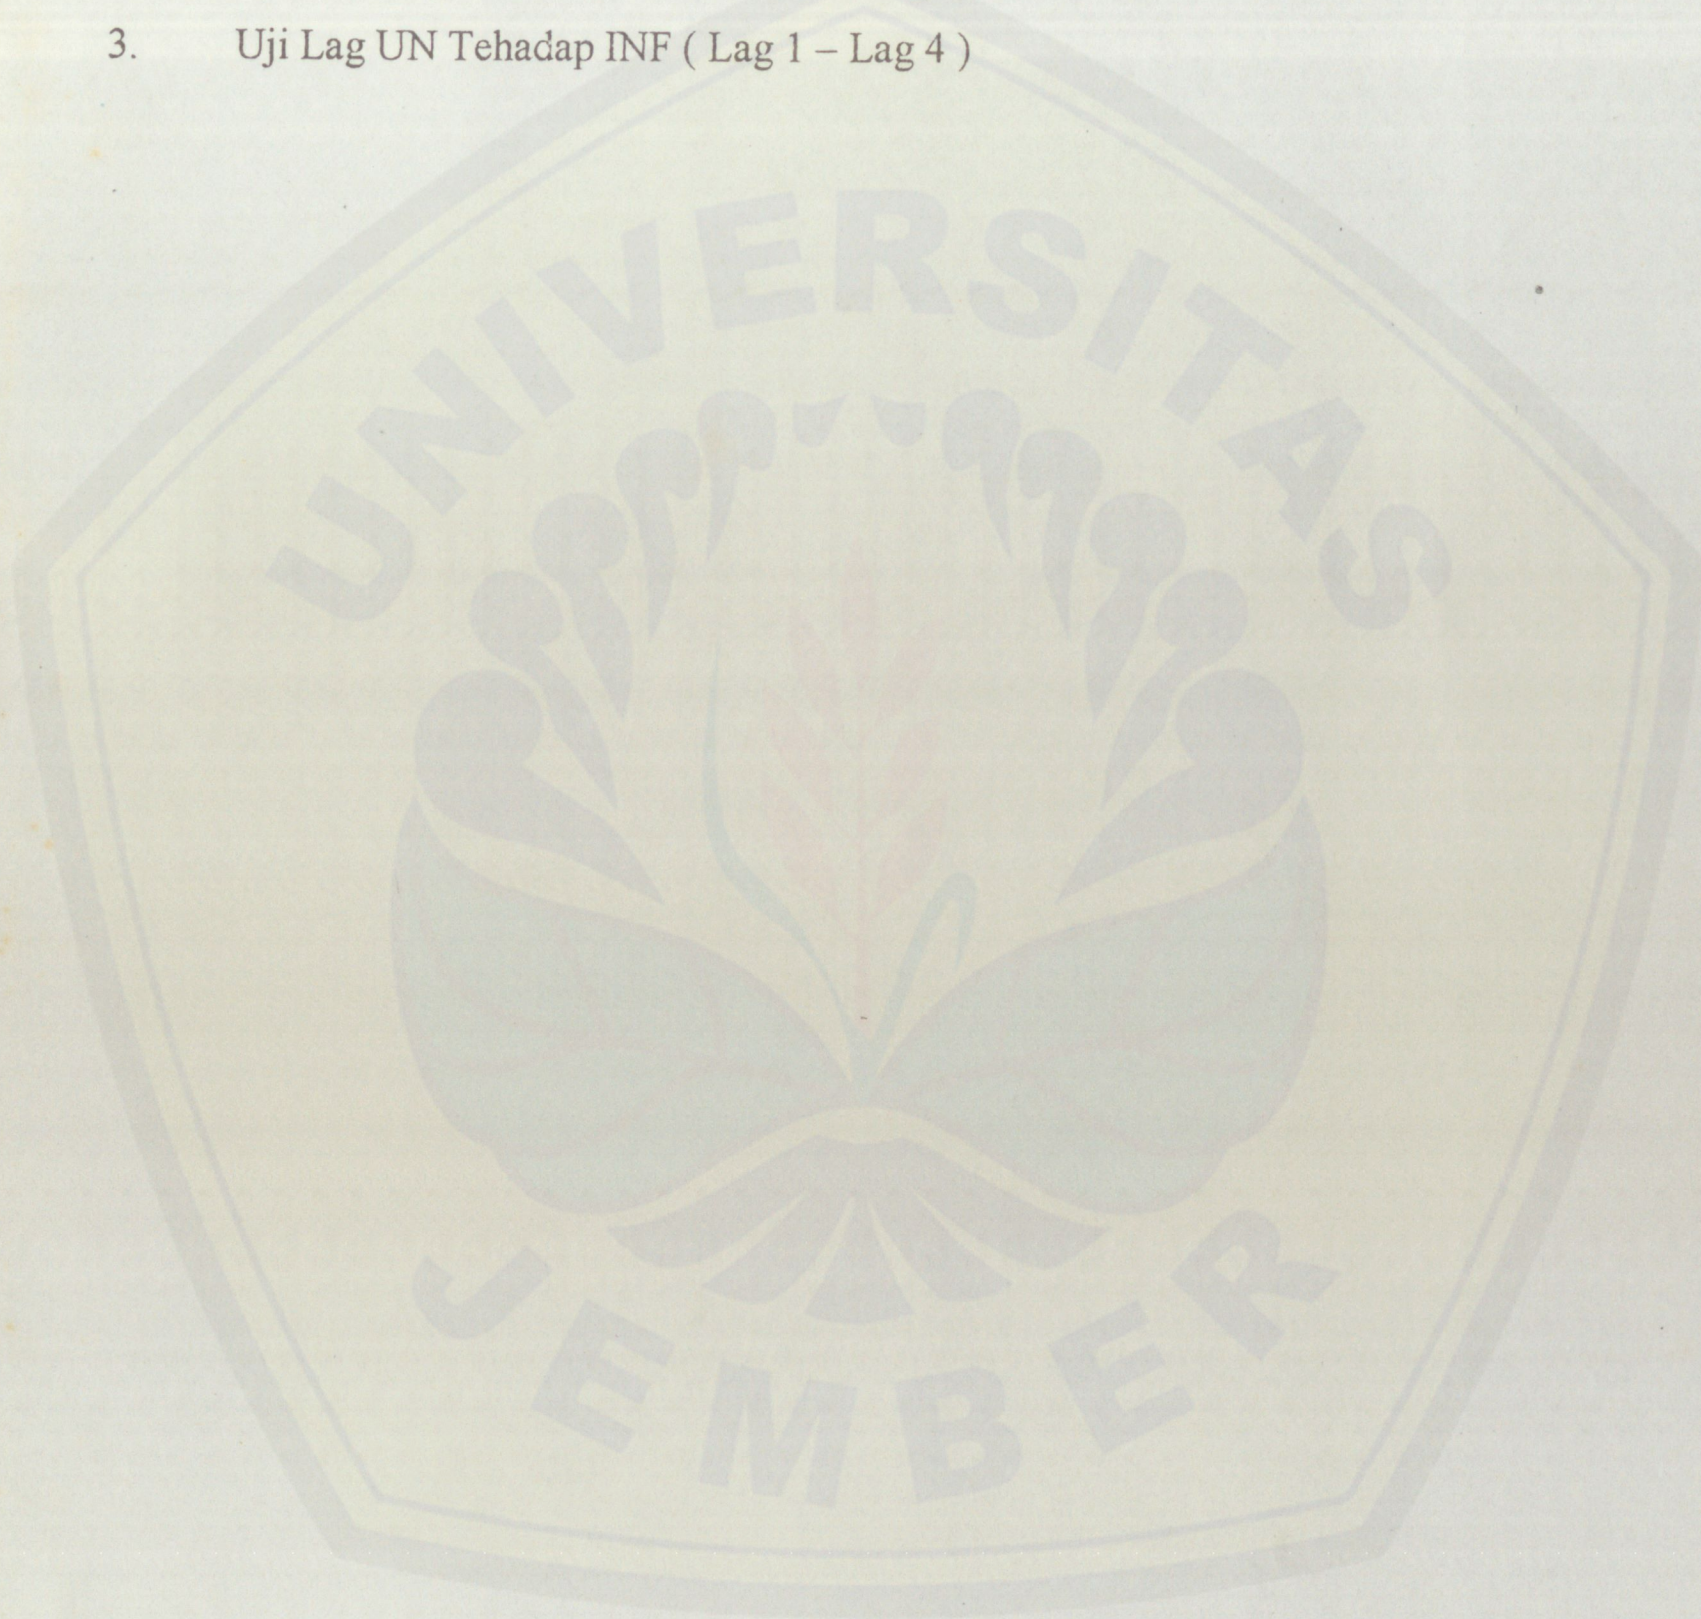 3. Uji Lag UN Tehadap INF ( Lag 1 – Lag 4 )
UNIVERSITAS
JEMBER